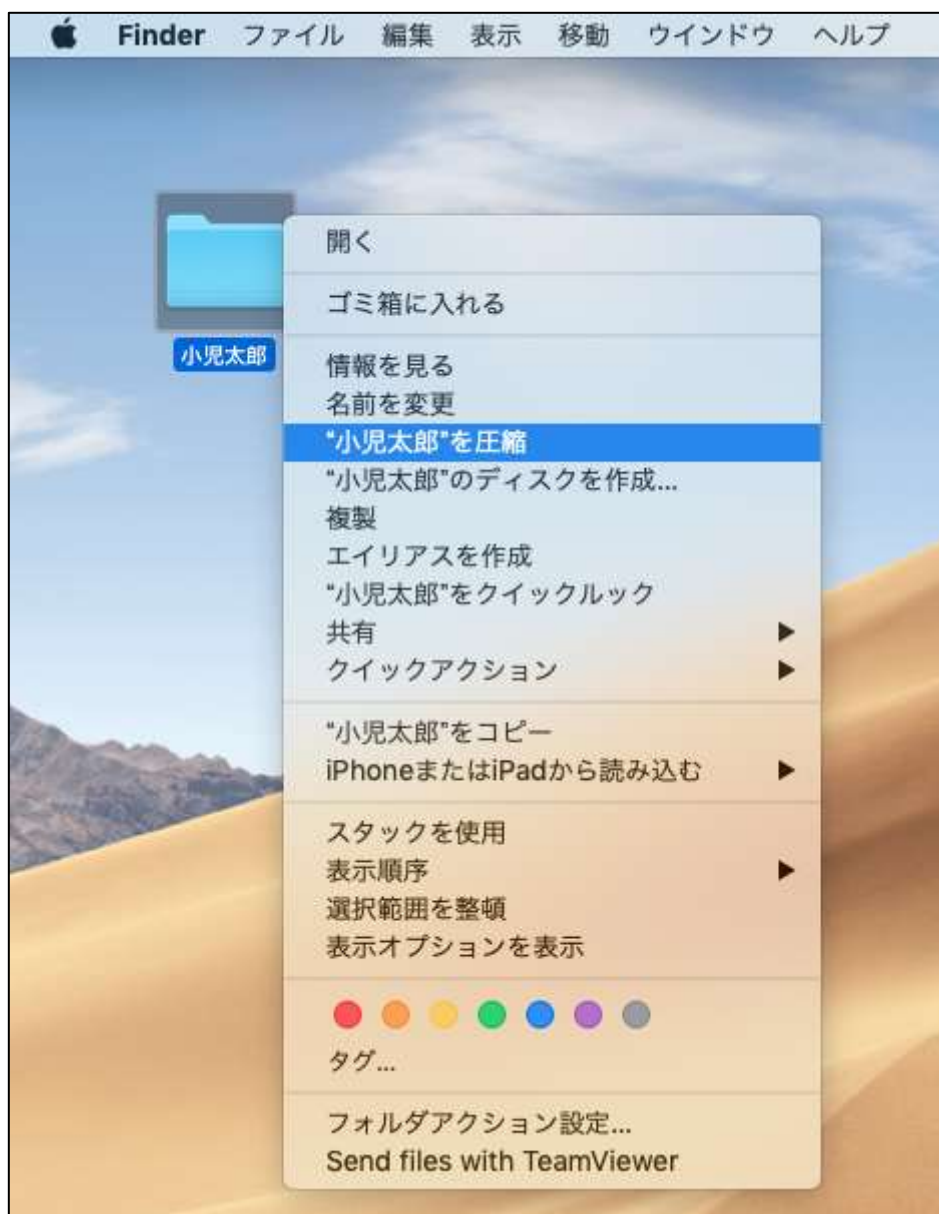 Finder ファイル 編集 表示 移動 ウインドウ ヘルプ
小児太郎
開く
ゴミ箱に入れる
情報を見る
名前を変更
“小児太郎”を圧縮
“小児太郎”のディスクを作成...
複製
エイリアスを作成
“小児太郎”をクイックルック
共有
クイックアクション
“小児太郎”をコピー
iPhoneまたはiPadから読み込む
スタックを使用
表示順序
選択範囲を整頓
表示オプションを表示
タグ...
フォルダアクション設定...
Send files with TeamViewer